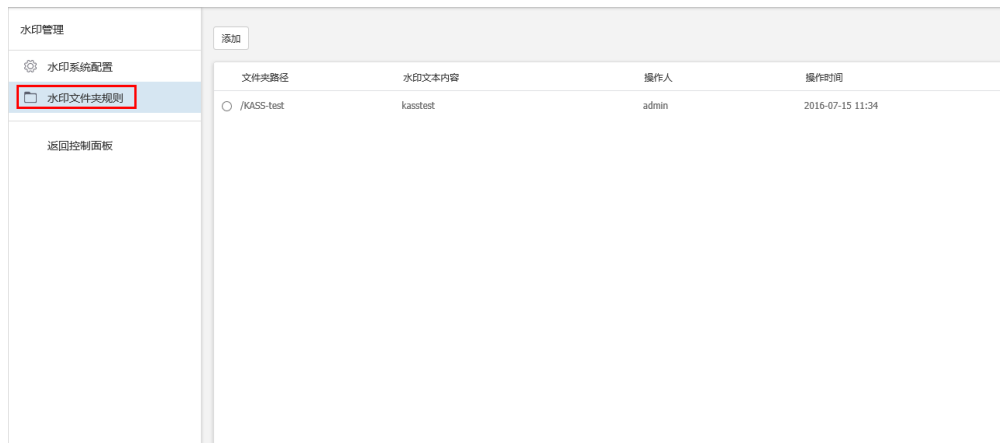 水印管理
水印系统配置
水印文件夹规则
返回控制面板
添加
文件夹路径 水印文本内容 操作人 操作时间
/KASS-test kasstest admin 2016-07-15 11:34